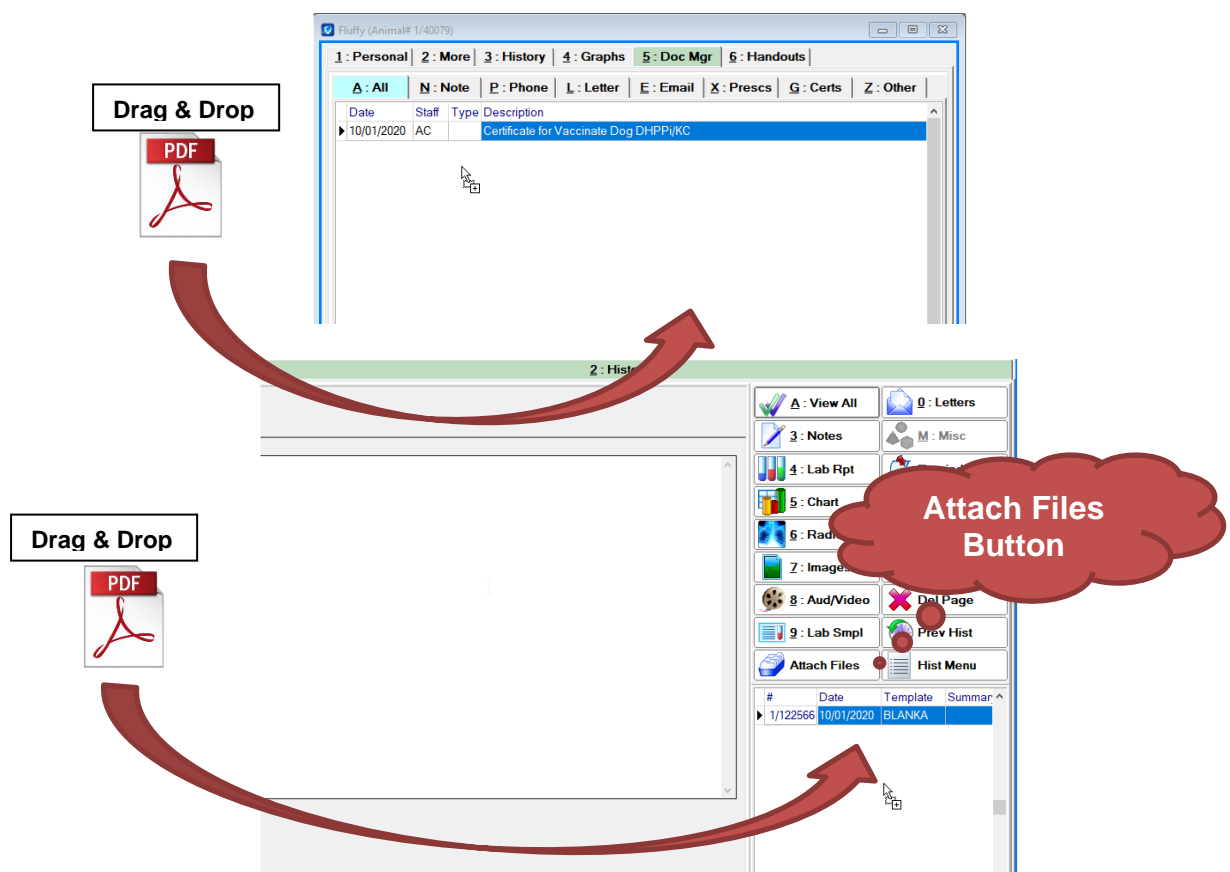 Fluffy (Animal# 1/40079)
1 : Personal 2 : More 3 : History 4 : Graphs 5 : Doc Mgr 6 : Handouts
A : All N : Note P : Phone L : Letter E : Email X : Prescs G : Certs Z : Other
Date Staff Type Description
10/01/2020 AC Certificate for Vaccinate Dog DHPPi/KC
Drag & Drop
PDF
2 : Hist
A : View All 0 : Letters
3 : Notes M : Misc
4 : Lab Rpt
5 : Chart
6 : Radi
7 : Images
8 : Aud/Video Del Page
9 : Lab Smpl Prev Hist
Attach Files Hist Menu
Attach Files
Button
Drag & Drop
PDF
# Date Template Summary
1/122566 10/01/2020 BLANKA